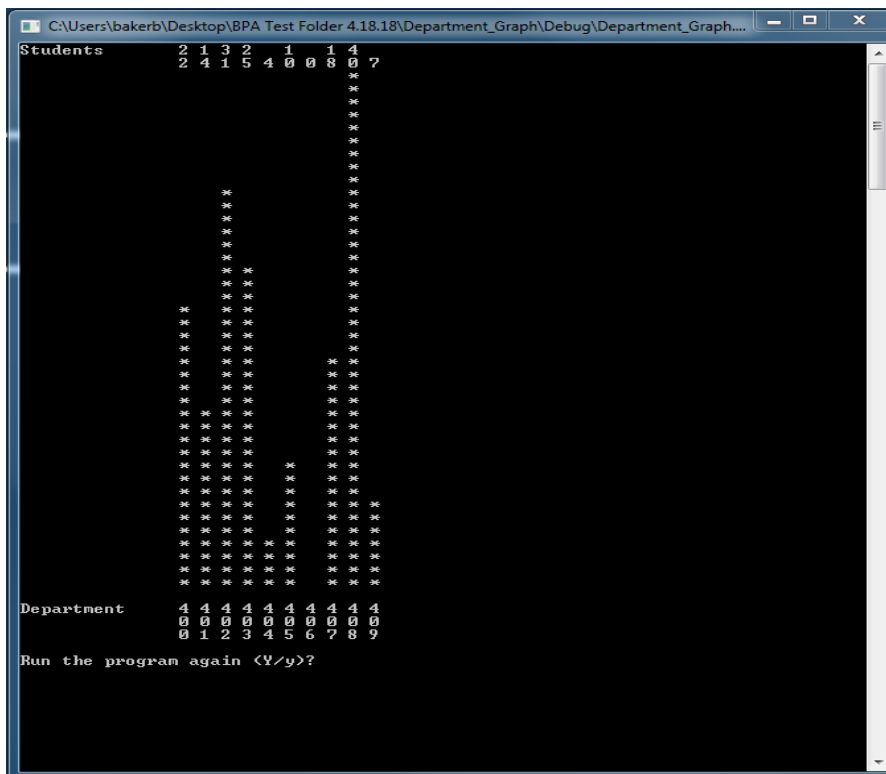 C:\Users\bakerb\Desktop\BPA Test Folder 4.18.18\Department_Graph\Debug\Department_Graph....
Students 2 1 3 2 1 1 4
2 4 1 5 4 0 0 8 0 7
*
*
*
*
*
*
*
*
*
* *
* *
* *
* *
* *
* *
* * *
* * *
* * *
* * * *
* * * *
* * * *
* * * *
* * * * *
* * * * *
* * * * *
* * * * *
* * * * * *
* * * * * *
* * * * * *
* * * * * *
* * * * * * *
* * * * * * *
* * * * * * *
* * * * * * * *
* * * * * * * *
* * * * * * * *
* * * * * * * * *
* * * * * * * * *
* * * * * * * * *
* * * * * * * * *
Department 4 4 4 4 4 4 4 4 4 4
0 0 0 0 0 0 0 0 0 0
0 1 2 3 4 5 6 7 8 9
Run the program again (Y/y)?